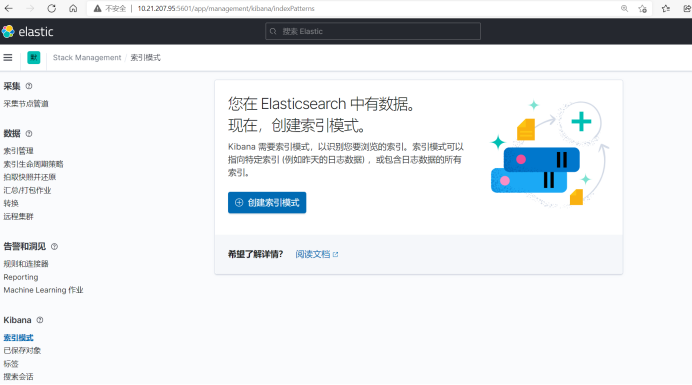 不安全 | 10.21.207.95:5601/app/management/kibana/indexPatterns
elastic
搜索 Elastic
默
Stack Management
索引模式
采集
采集节点管道
数据
索引管理
索引生命周期策略
拍取快照并还原
汇总/打包作业
转换
远程集群
告警和洞见
规则和连接器
Reporting
Machine Learning 作业
Kibana
索引模式
已保存对象
标签
搜索会话
您在 Elasticsearch 中有数据。
现在，创建索引模式。
Kibana 需要索引模式，以识别您要浏览的索引。索引模式可以
指向特定索引 (例如昨天的日志数据) ，或包含日志数据的所有
索引。
创建索引模式
希望了解详情？
阅读文档